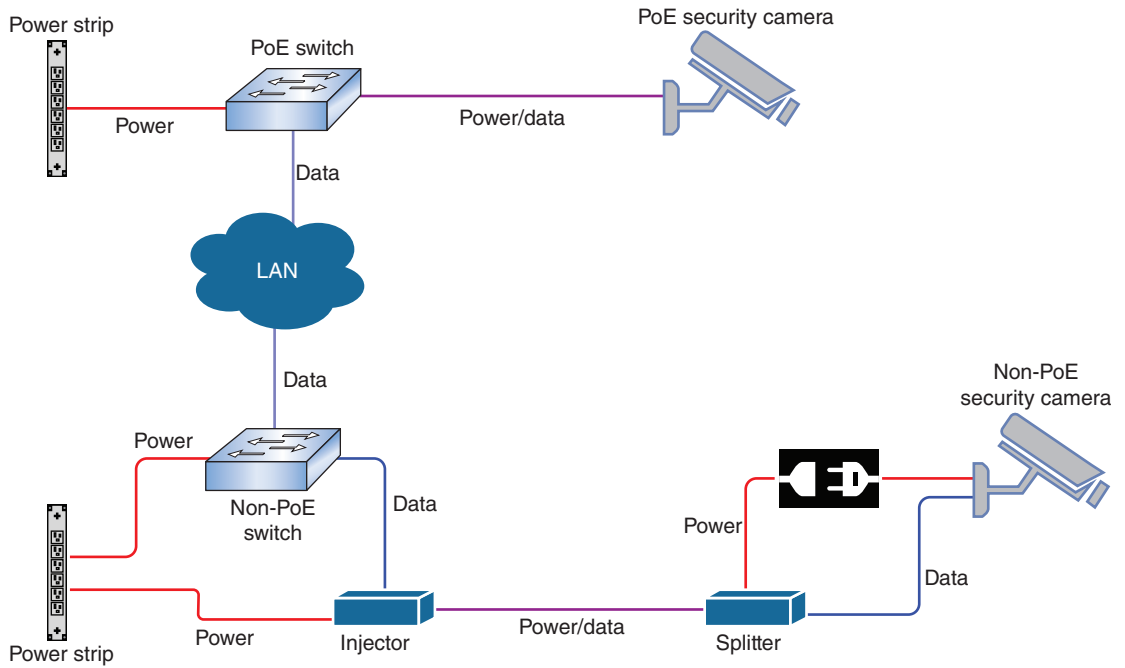 Power strip
PoE switch
PoE security camera
Power
Power/data
Data
LAN
Data
Non-PoE
security camera
Power
Non-PoE
switch
Data
Power
Data
Power
Injector
Power/data
Splitter
Power strip